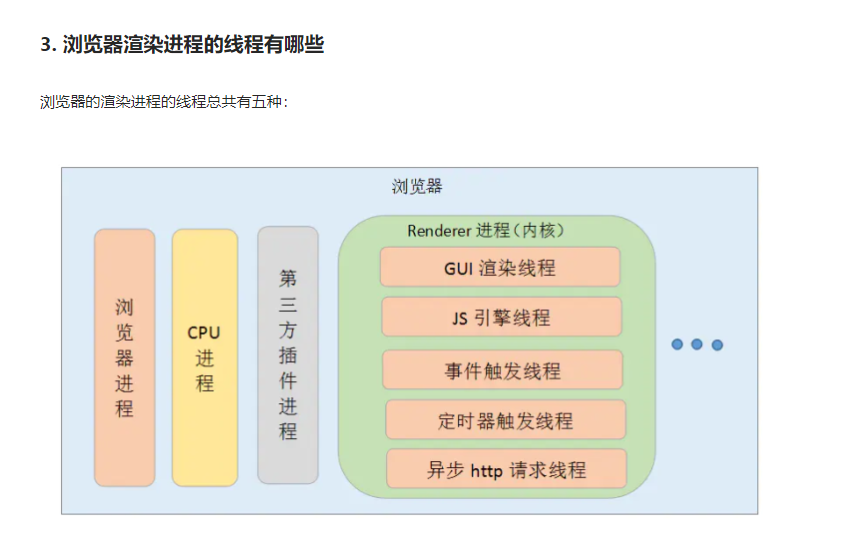 3. 浏览器渲染进程的线程有哪些
浏览器的渲染进程的线程总共有五种：
浏览器
浏览器进程
CPU进程
第三方插件进程
Renderer 进程（内核）
GUI 渲染线程
JS 引擎线程
事件触发线程
定时器触发线程
异步 http 请求线程